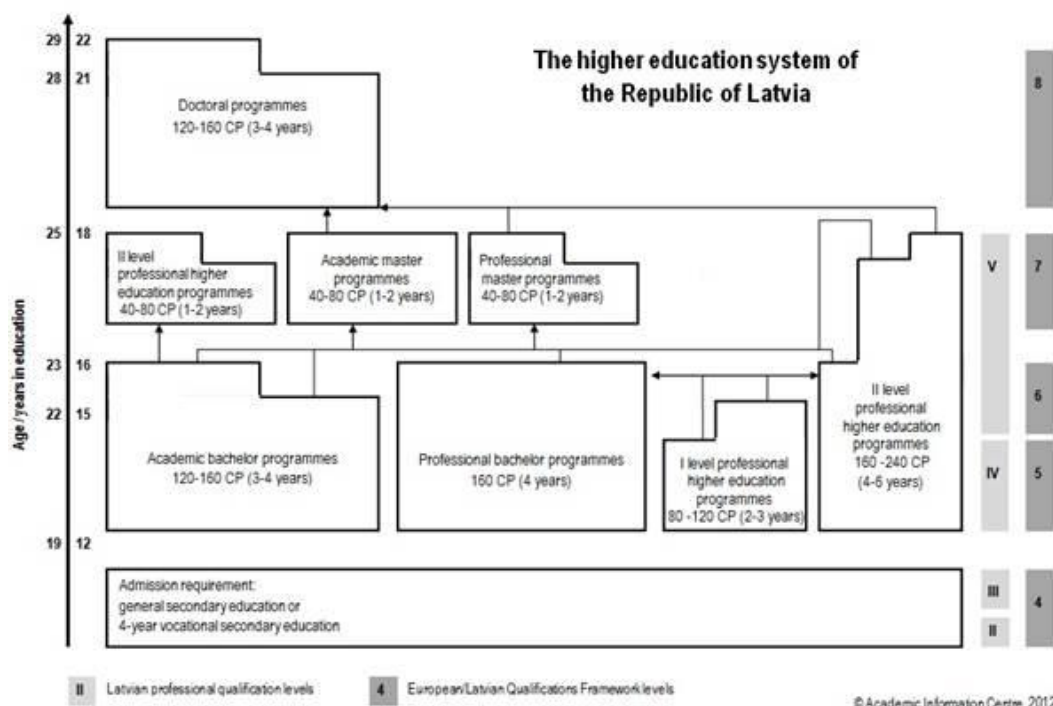 The higher education system of
the Republic of Latvia
Age / years in education
29 22
28 21
25 18
23 16
22 15
19 12
Doctoral programmes
120-160 CP (3-4 years)
II level
professional higher
education programmes
40-80 CP (1-2 years)
Academic master
programmes
40-80 CP (1-2 years)
Professional
master programmes
40-80 CP (1-2 years)
Academic bachelor programmes
120-160 CP (3-4 years)
Professional bachelor programmes
160 CP (4 years)
I level professional
higher education
programmes
80 -120 CP (2-3 years)
II level
professional
higher education
programmes
160 -240 CP
(4-6 years)
Admission requirement:
general secondary education or
4-year vocational secondary education
V
IV
III
II
8
7
6
5
4
II Latvian professional qualification levels
4 European/Latvian Qualifications Framework levels
© Academic Information Centre, 2012